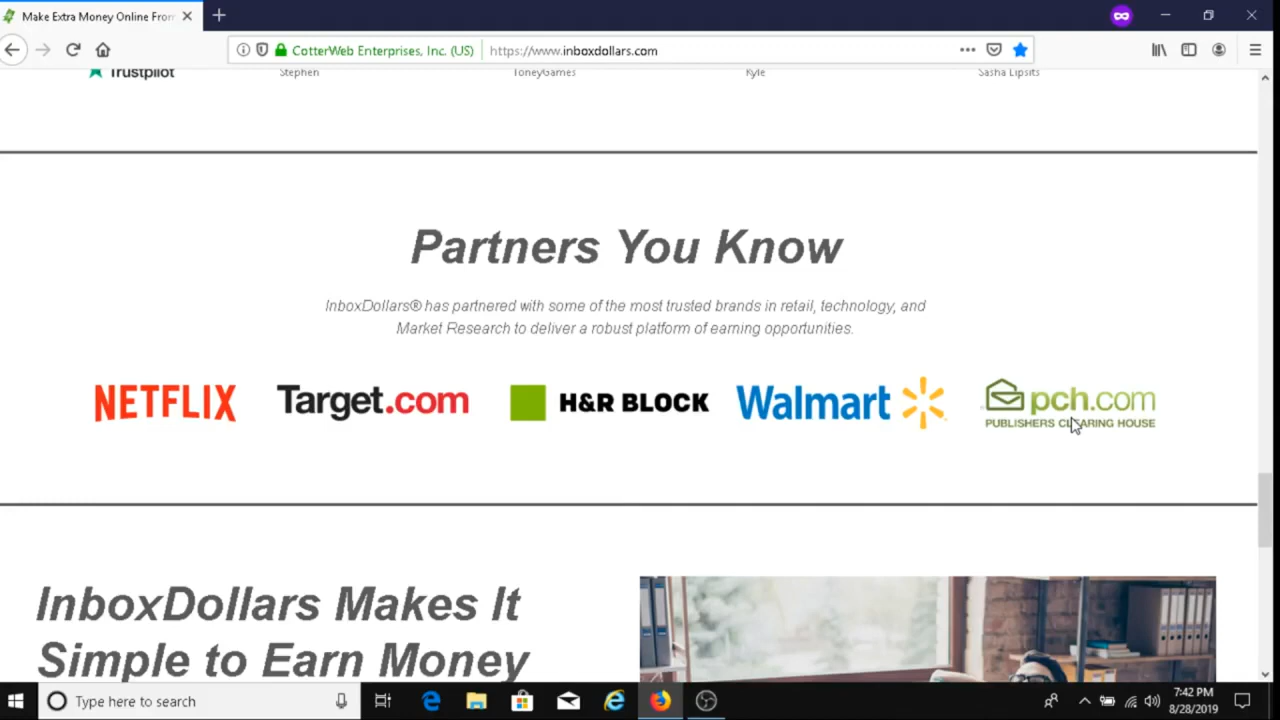 Make Extra Money Online From
CotterWeb Enterprises, Inc. (US)
https://www.inboxdollars.com
Trustpilot
Stephen
ToneyGames
Kyle
Sasha Lipsits
Partners You Know
InboxDollars® has partnered with some of the most trusted brands in retail, technology, and
Market Research to deliver a robust platform of earning opportunities.
NETFLIX
Target.com
H&R BLOCK
Walmart
pch.com
PUBLISHERS CLEARING HOUSE
InboxDollars Makes It
Simple to Earn Money
Type here to search
7:42 PM
8/28/2019